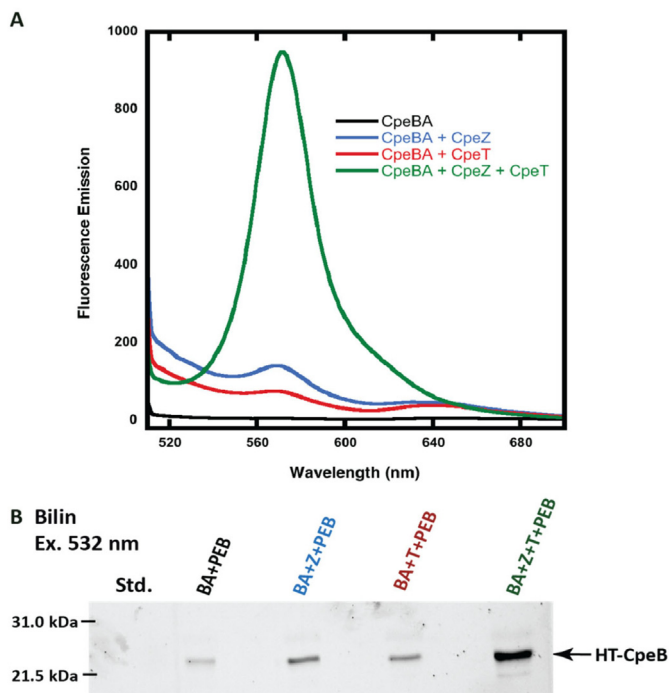 A
1000
800
600
400
200
0
Fluorescence Emission
CpeBA
CpeBA + CpeZ
CpeBA + CpeT
CpeBA + CpeZ + CpeT
520 560 600 640 680
Wavelength (nm)
B Bilin
Ex. 532 nm
Std.
BA+PEB
BA+Z+PEB
BA+T+PEB
BA+Z+T+PEB
31.0 kDa
HT-CpeB
21.5 kDa